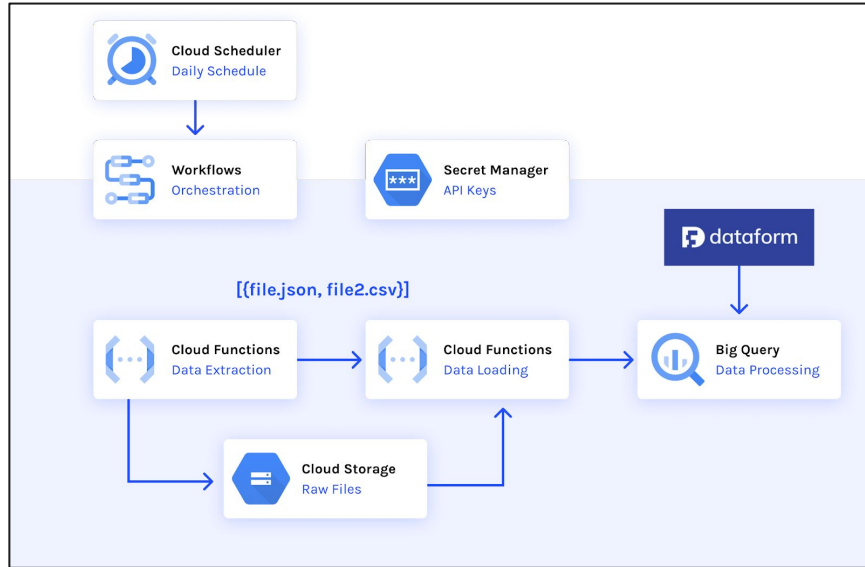 Cloud Scheduler
Daily Schedule
Workflows
Orchestration
Secret Manager
***
API Keys
dataform
[{file.json, file2.csv}]
Cloud Functions
Data Extraction
Cloud Functions
Data Loading
Big Query
Data Processing
Cloud Storage
Raw Files